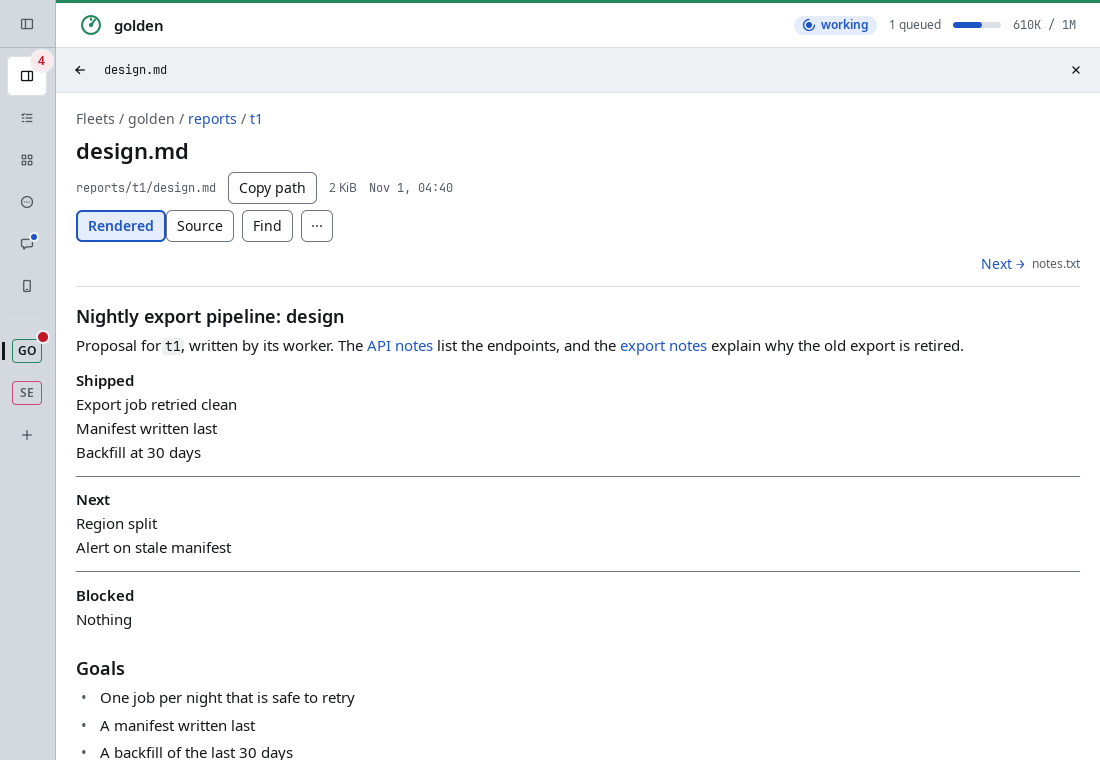 golden
working
1 queued
610K / 1M
4
design.md
Fleets / golden / reports / t1
design.md
reports/t1/design.md
Copy path
2 KiB
Nov 1, 04:40
Rendered
Source
Find
···
Next → notes.txt
Nightly export pipeline: design
Proposal for t1, written by its worker. The API notes list the endpoints, and the export notes explain why the old export is retired.
GO
SE
Shipped
Export job retried clean
Manifest written last
Backfill at 30 days
Next
Region split
Alert on stale manifest
Blocked
Nothing
Goals
• One job per night that is safe to retry
• A manifest written last
• A backfill of the last 30 days